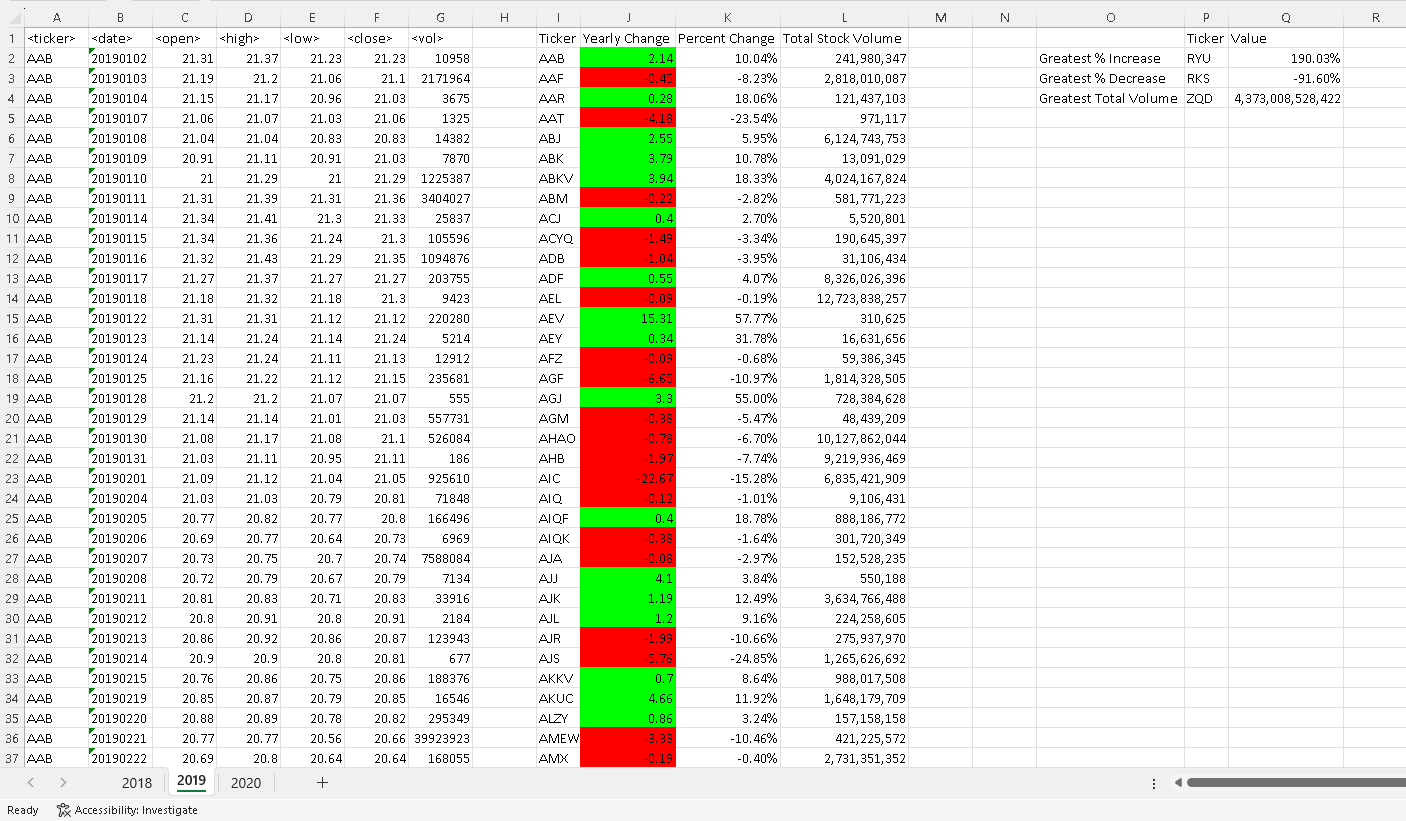 A B C D E F G H I J K L M N O P Q R
1 <ticker> <date> <open> <high> <low> <close> <vol> Ticker Yearly Change Percent Change Total Stock Volume Ticker Value
2 AAB 20190102 21.31 21.37 21.23 21.23 10958 AAB 2.14 10.04% 241,980,347 Greatest % Increase RYU 190.03%
3 AAB 20190103 21.19 21.2 21.06 21.1 2171964 AAF -0.45 -8.23% 2,818,010,087 Greatest % Decrease RKS -91.60%
4 AAB 20190104 21.15 21.17 20.96 21.03 3675 AAR 0.28 18.06% 121,437,103 Greatest Total Volume ZQD 4,373,008,528,422
5 AAB 20190107 21.06 21.07 21.03 21.06 1325 AAT -4.18 -23.54% 971,117
6 AAB 20190108 21.04 21.04 20.83 20.83 14382 ABJ 2.55 5.95% 6,124,743,753
7 AAB 20190109 20.91 21.11 20.91 21.03 7870 ABK 3.79 10.78% 13,091,029
8 AAB 20190110 21 21.29 21 21.29 1225387 ABKV 3.94 18.33% 4,024,167,824
9 AAB 20190111 21.31 21.39 21.31 21.36 3404027 ABM -0.22 -2.82% 581,771,223
10 AAB 20190114 21.34 21.41 21.3 21.33 25837 ACJ 0.4 2.70% 5,520,801
11 AAB 20190115 21.34 21.36 21.24 21.3 105596 ACYQ -1.49 -3.34% 190,645,397
12 AAB 20190116 21.32 21.43 21.29 21.35 1094876 ADB -1.04 -3.95% 31,106,434
13 AAB 20190117 21.27 21.37 21.27 21.27 203755 ADF 0.55 4.07% 8,326,026,396
14 AAB 20190118 21.18 21.32 21.18 21.3 9423 AEL -0.09 -0.19% 12,723,838,257
15 AAB 20190122 21.31 21.31 21.12 21.12 220280 AEV 15.31 57.77% 310,625
16 AAB 20190123 21.14 21.24 21.14 21.24 5214 AEY 0.34 31.78% 16,631,656
17 AAB 20190124 21.23 21.24 21.11 21.13 12912 AFZ -0.09 -0.68% 59,386,345
18 AAB 20190125 21.16 21.22 21.12 21.15 235681 AGF -6.65 -10.97% 1,814,328,505
19 AAB 20190128 21.2 21.2 21.07 21.07 555 AGJ 3.3 55.00% 728,384,628
20 AAB 20190129 21.14 21.14 21.01 21.03 557731 AGM -0.38 -5.47% 48,439,209
21 AAB 20190130 21.08 21.17 21.08 21.1 526084 AHAO -0.78 -6.70% 10,127,862,044
22 AAB 20190131 21.03 21.11 20.95 21.11 186 AHB -1.97 -7.74% 9,219,936,469
23 AAB 20190201 21.09 21.12 21.04 21.05 925610 AIC -22.67 -15.28% 6,835,421,909
24 AAB 20190204 21.03 21.03 20.79 20.81 71848 AIQ -0.12 -1.01% 9,106,431
25 AAB 20190205 20.77 20.82 20.77 20.8 166496 AIQF 0.4 18.78% 888,186,772
26 AAB 20190206 20.69 20.77 20.64 20.73 6969 AIQK -0.38 -1.64% 301,720,349
27 AAB 20190207 20.73 20.75 20.7 20.74 7588084 AJA -0.08 -2.97% 152,528,235
28 AAB 20190208 20.72 20.79 20.67 20.79 7134 AJJ 4.1 3.84% 550,188
29 AAB 20190211 20.81 20.83 20.71 20.83 33916 AJK 1.19 12.49% 3,634,766,488
30 AAB 20190212 20.8 20.91 20.8 20.91 2184 AJL 1.2 9.16% 224,258,605
31 AAB 20190213 20.86 20.92 20.86 20.87 123943 AJR -1.99 -10.66% 275,937,970
32 AAB 20190214 20.9 20.9 20.8 20.81 677 AJS -5.76 -24.85% 1,265,626,692
33 AAB 20190215 20.76 20.86 20.75 20.86 188376 AKKV 0.7 8.64% 988,017,508
34 AAB 20190219 20.85 20.87 20.79 20.85 16546 AKUC 4.66 11.92% 1,648,179,709
35 AAB 20190220 20.88 20.89 20.78 20.82 295349 ALZY 0.86 3.24% 157,158,158
36 AAB 20190221 20.77 20.77 20.56 20.66 39923923 AMEW -3.33 -10.46% 421,225,572
37 AAB 20190222 20.69 20.8 20.64 20.64 168055 AMX -0.19 -0.40% 2,731,351,352
2018 2019 2020
Ready Accessibility: Investigate